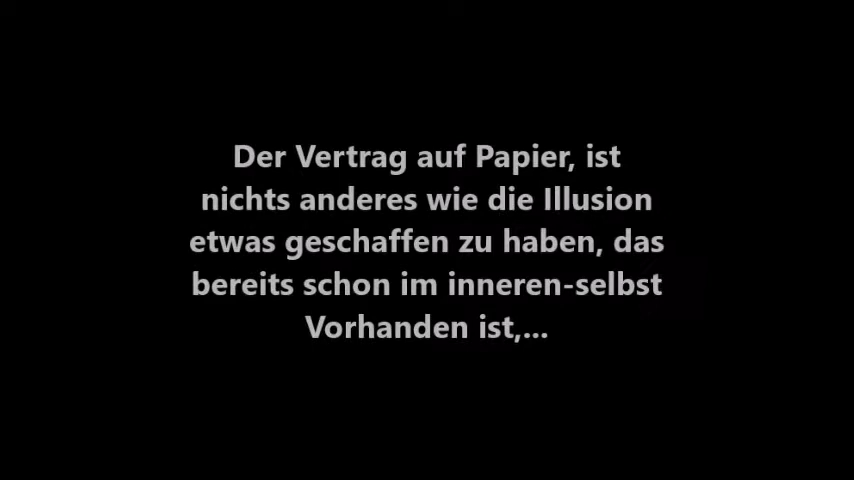 Der Vertrag auf Papier, ist
nichts anderes wie die Illusion
etwas geschaffen zu haben, das
bereits schon im inneren-selbst
Vorhanden ist,...